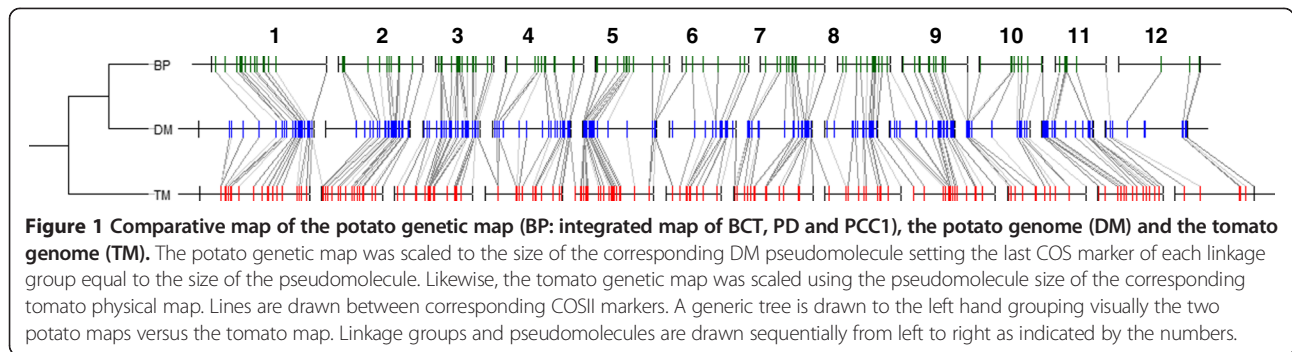 1 2 3 4 5 6 7 8 9 10 11 12
BP
DM
TM
Figure 1 Comparative map of the potato genetic map (BP: integrated map of BCT, PD and PCC1), the potato genome (DM) and the tomato
genome (TM). The potato genetic map was scaled to the size of the corresponding DM pseudomolecule setting the last COS marker of each linkage
group equal to the size of the pseudomolecule. Likewise, the tomato genetic map was scaled using the pseudomolecule size of the corresponding
tomato physical map. Lines are drawn between corresponding COSII markers. A generic tree is drawn to the left hand grouping visually the two
potato maps versus the tomato map. Linkage groups and pseudomolecules are drawn sequentially from left to right as indicated by the numbers.